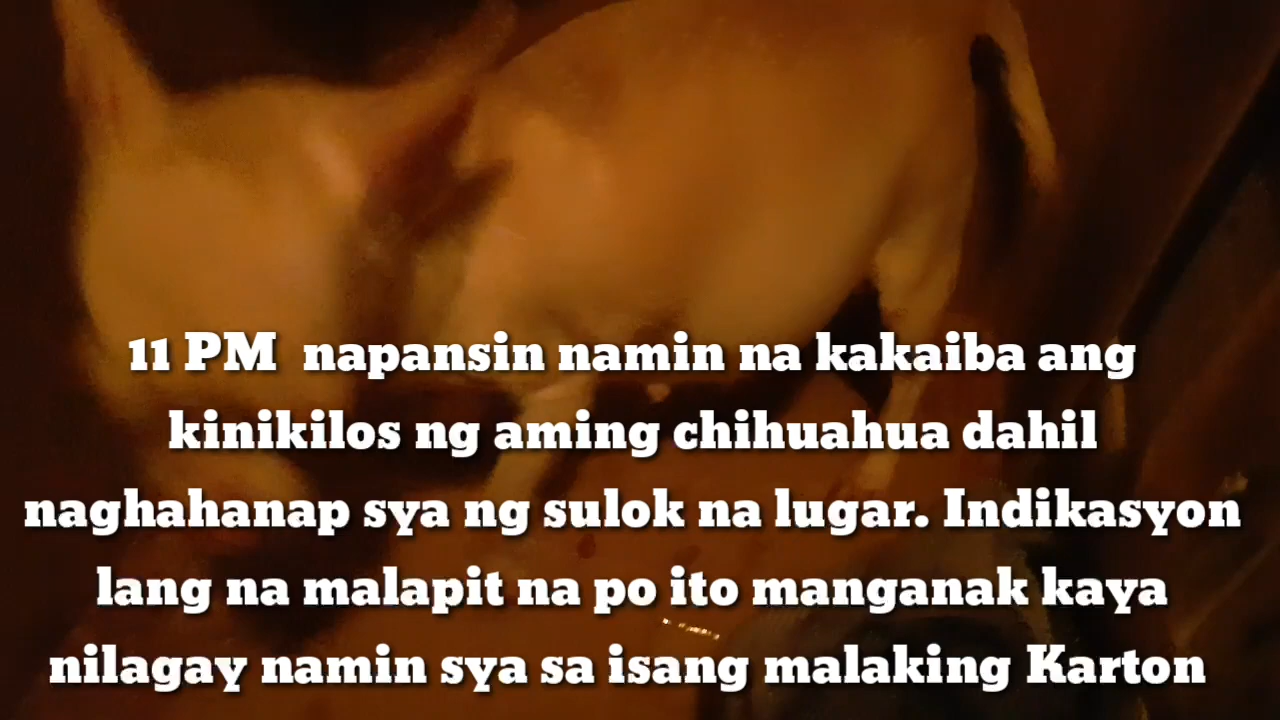 11 PM  napansin namin na kakaiba ang
kinikilos ng aming chihuahua dahil
naghahanap sya ng sulok na lugar. Indikasyon
lang na malapit na po ito manganak kaya
nilagay namin sya sa isang malaking Karton